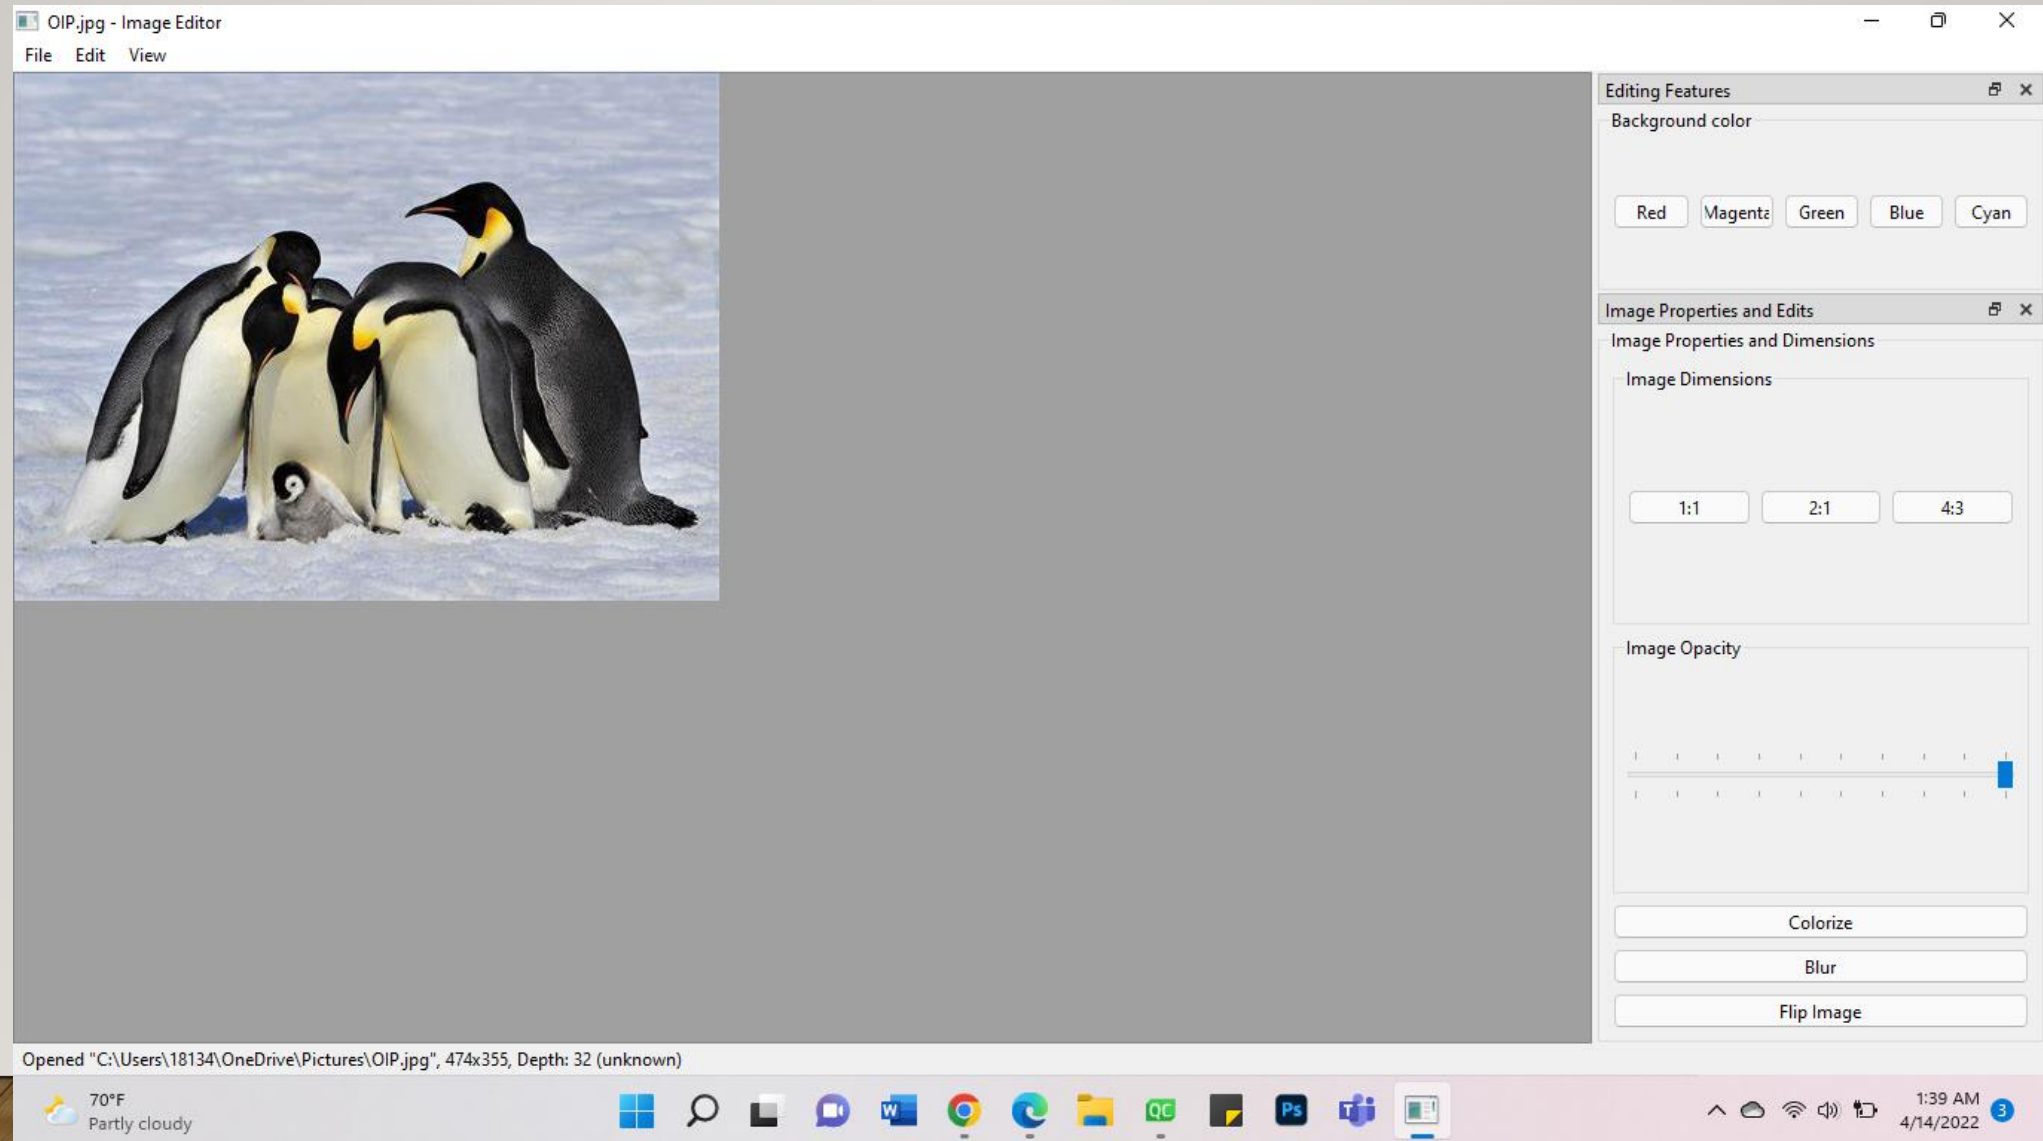 OIP.jpg - Image Editor
File Edit View
Editing Features
Background color
Red Magenta Green Blue Cyan
Image Properties and Edits
Image Properties and Dimensions
Image Dimensions
1:1 2:1 4:3
Image Opacity
Colorize
Blur
Flip Image
Opened "C:\Users\18134\OneDrive\Pictures\OIP.jpg", 474x355, Depth: 32 (unknown)
70°F
Partly cloudy
W
QC
Ps
T
1:39 AM
4/14/2022
3